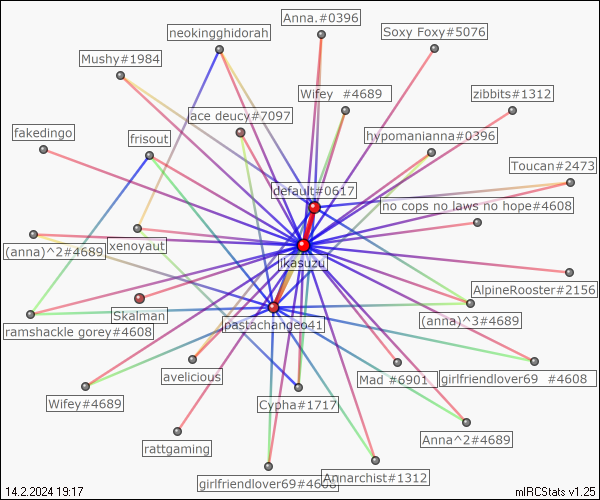 Anna.#0396
neokingghidorah
Soxy Foxy#5076
Mushy#1984
Wifey  #4689
zibbits#1312
ace deucy#7097
fakedingo
frisout
hypomanianna#0396
Toucan#2473
default#0617
no cops no laws no hope#4608
(anna)^2#4689
xenoyaut
jkasuzu
AlpineRooster#2156
Skalman
ramshackle gorey#4608
jpastachangeo41
(anna)^3#4689
avelicious
Mad #6901
girlfriendlover69  #4608
Wifey#4689
Cypha#1717
Anna^2#4689
rattgaming
Annarchist#1312
girlfriendlover69#4608
14.2.2024 19:17
mIRCStats v1.25